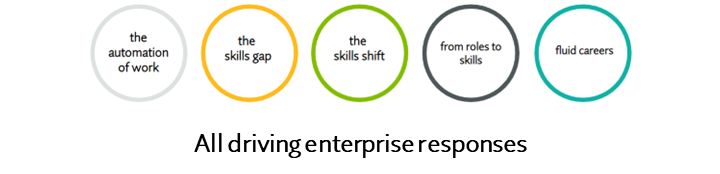 the
automation
of work
the
skills gap
the
skills shift
from roles to
skills
fluid careers
All driving enterprise responses